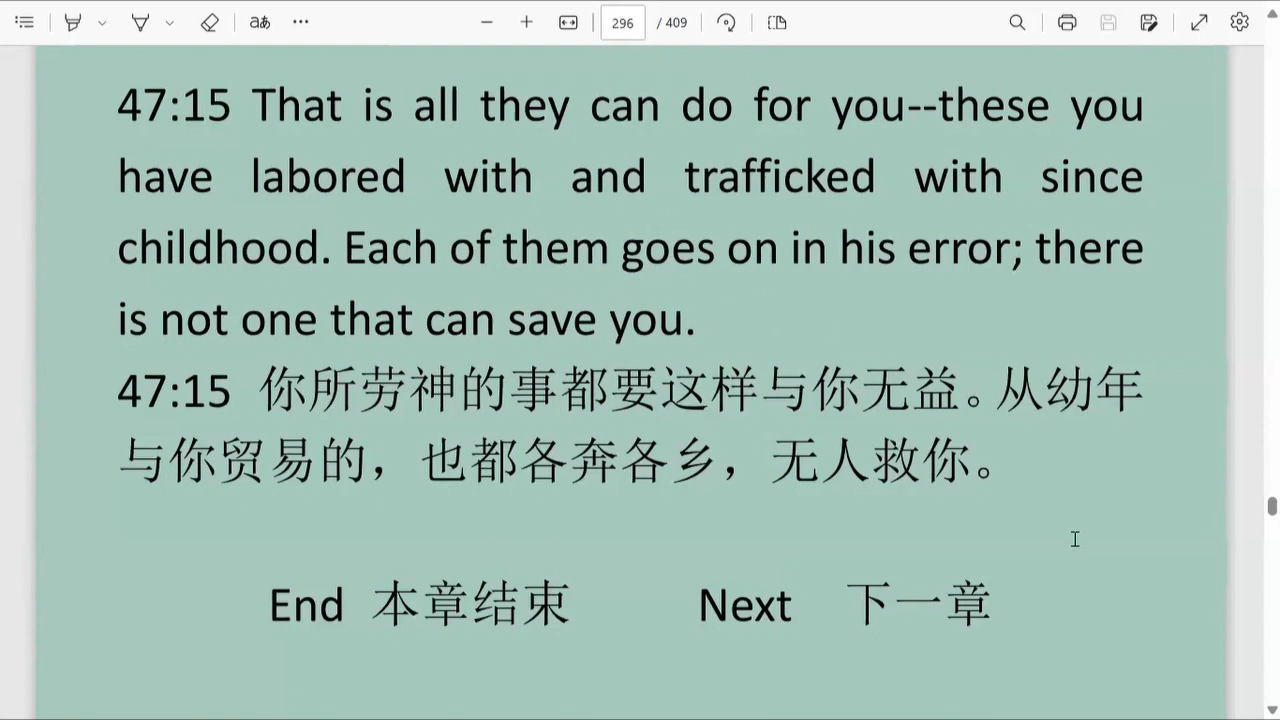 aあ 296 / 409
47:15 That is all they can do for you--these you
have labored with and trafficked with since
childhood. Each of them goes on in his error; there
is not one that can save you.
47:15 你所劳神的事都要这样与你无益。从幼年
与你贸易的，也都各奔各乡，无人救你。
End 本章结束 Next 下一章